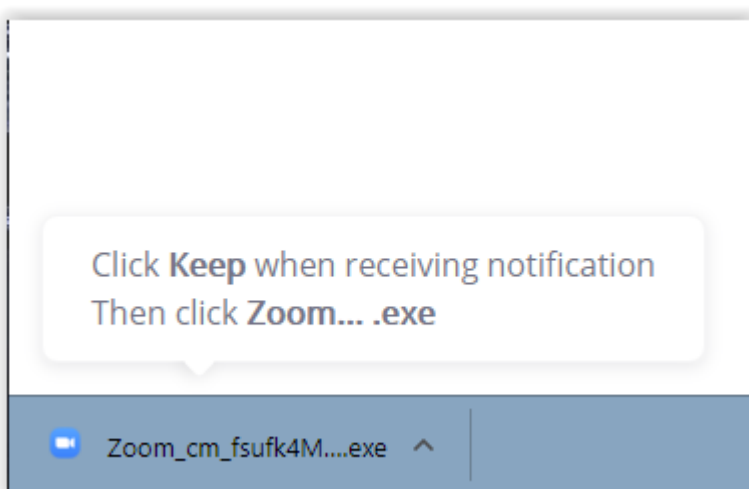 Click Keep when receiving notification
Then click Zoom... .exe
Zoom_cm_fsufk4M....exe